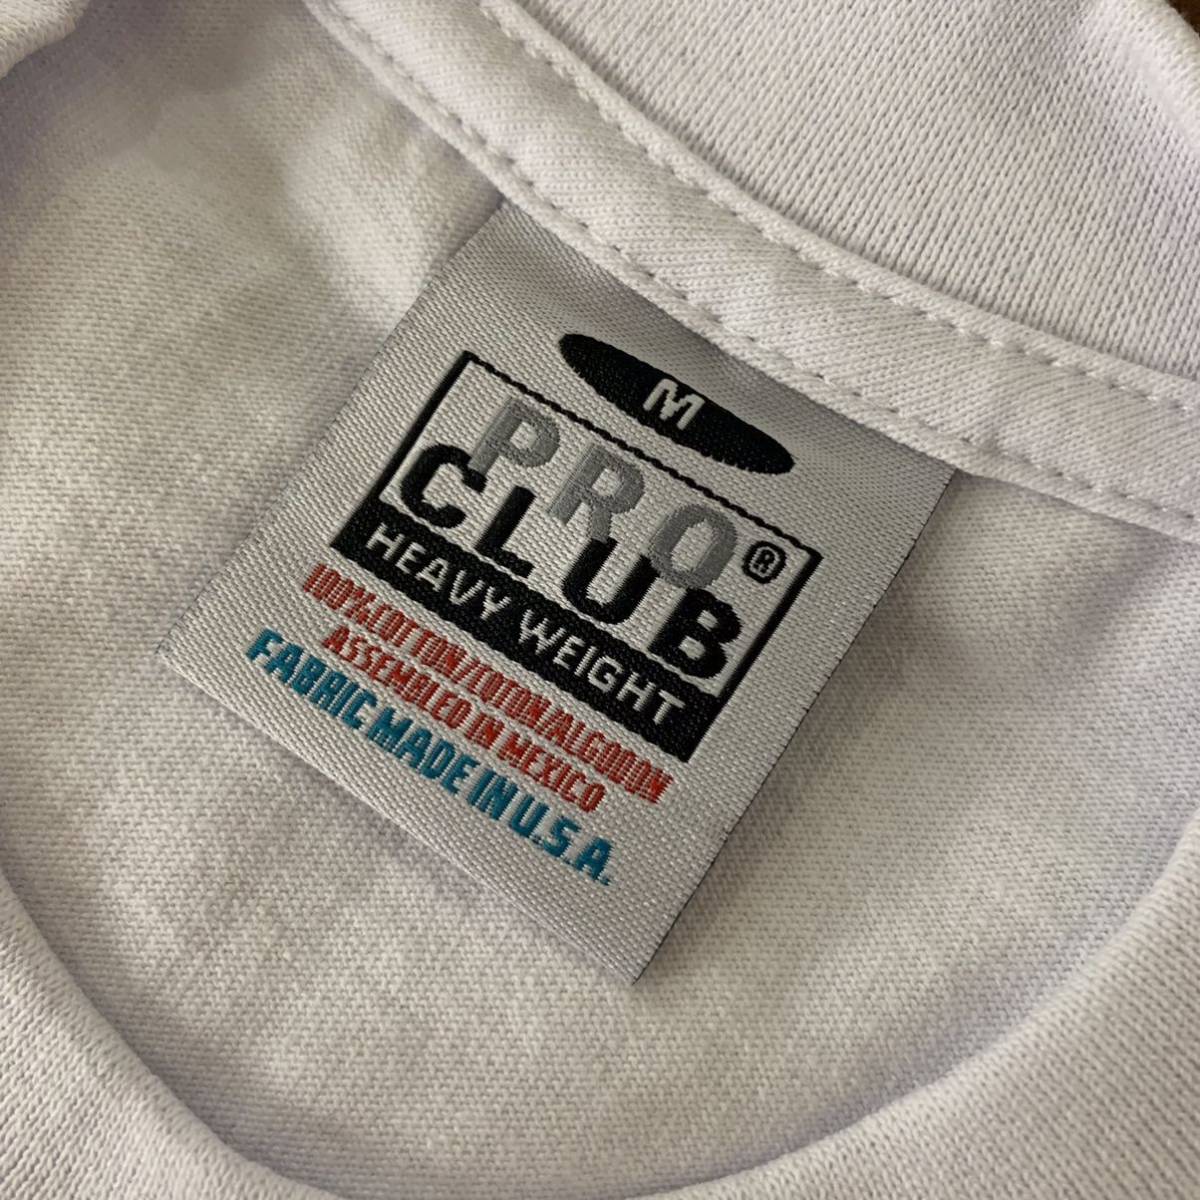 M
PRO
CLUB®
HEAVY WEIGHT
100%COTTON/COTON/ALGODON
ASSEMBLED IN MEXICO
FABRIC MADE IN U.S.A.